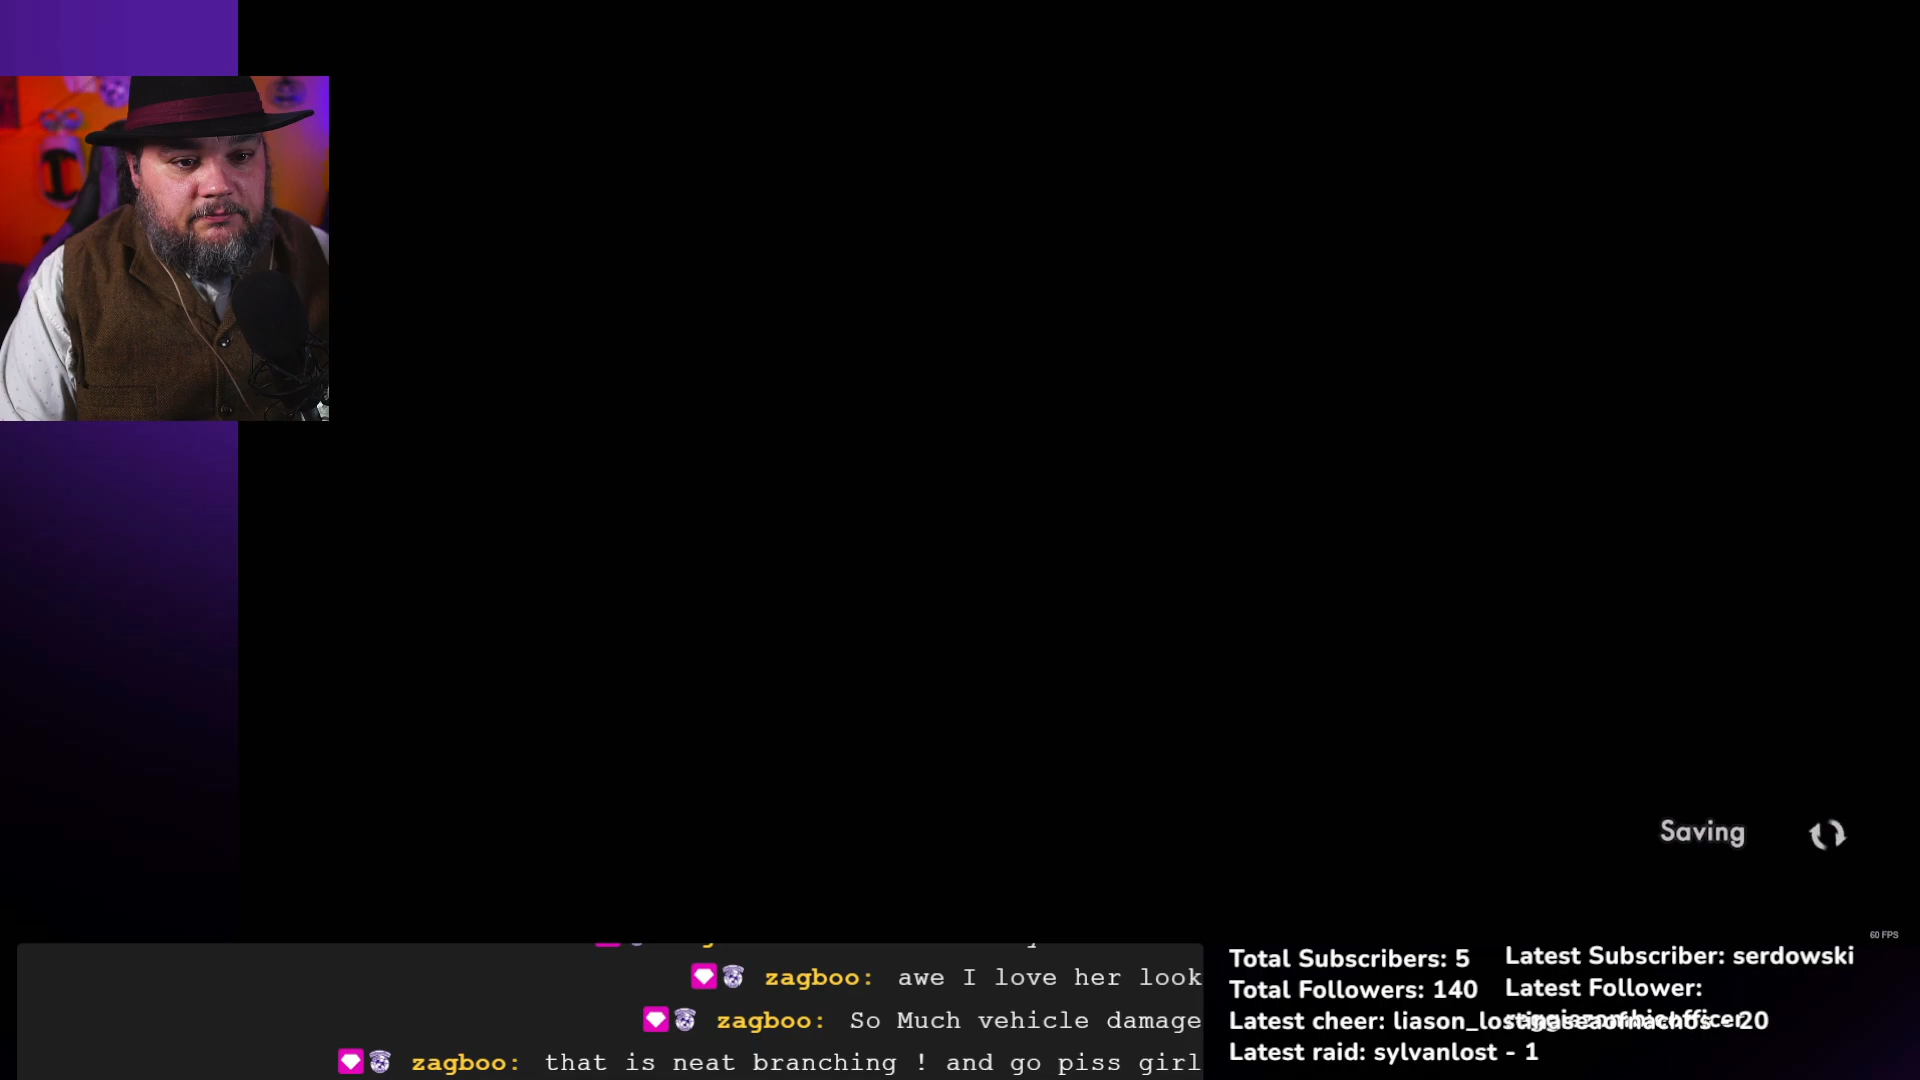 Saving
60 FPS
zagboo: awe I love her look
zagboo: So Much vehicle damage
zagboo: that is neat branching ! and go piss girl
Total Subscribers: 5
Total Followers: 140
Latest cheer: - 20
Latest raid: sylvanlost - 1
Latest Subscriber: serdowski
Latest Follower: